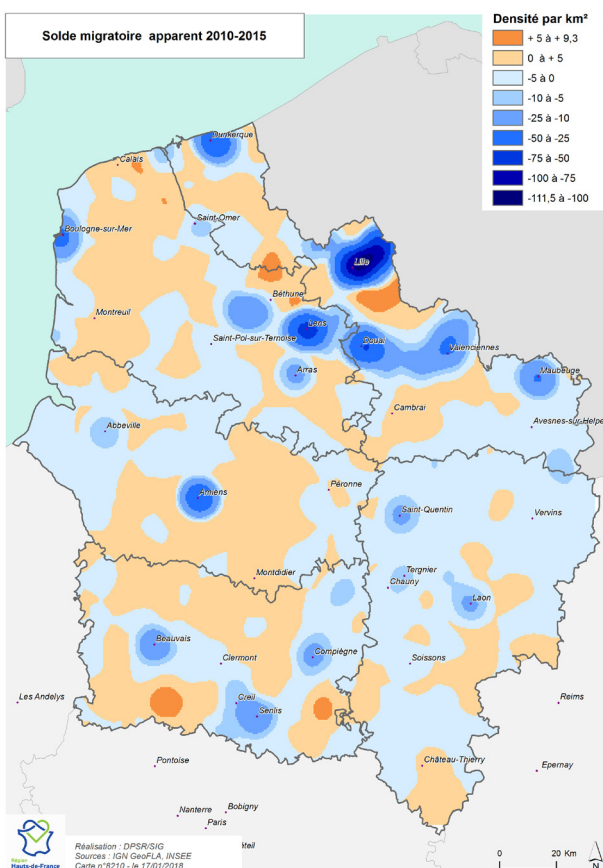 Solde migratoire apparent 2010-2015
Densité par km²
+ 5 à + 9,3
0 à + 5
-5 à 0
-10 à -5
-25 à -10
-50 à -25
-75 à -50
-100 à -75
-111,5 à -100
Dunkerque
Calais
Saint-Omer
Boulogne-sur-Mer
Lille
Béthune
Montreuil
Lens
Saint-Pol-sur-Ternoise
Douai
Valenciennes
Arras
Maubeuge
Cambrai
Abbeville
Avesnes-sur-Helpe
Péronne
Amiens
Saint-Quentin
Vervins
Montdidier
Tergnier
Chauny
Laon
Beauvais
Compiègne
Clermont
Soissons
Les Andelys
Creil
Reims
Senlis
Château-Thierry
Pontoise
Epernay
Nanterre
Bobigny
Paris
éteil
Région
Hauts-de-France
Réalisation : DPSR/SIG
Sources : IGN GeoFLA, INSEE
Carte n°8210 - le 17/01/2018
0 20 Km
N